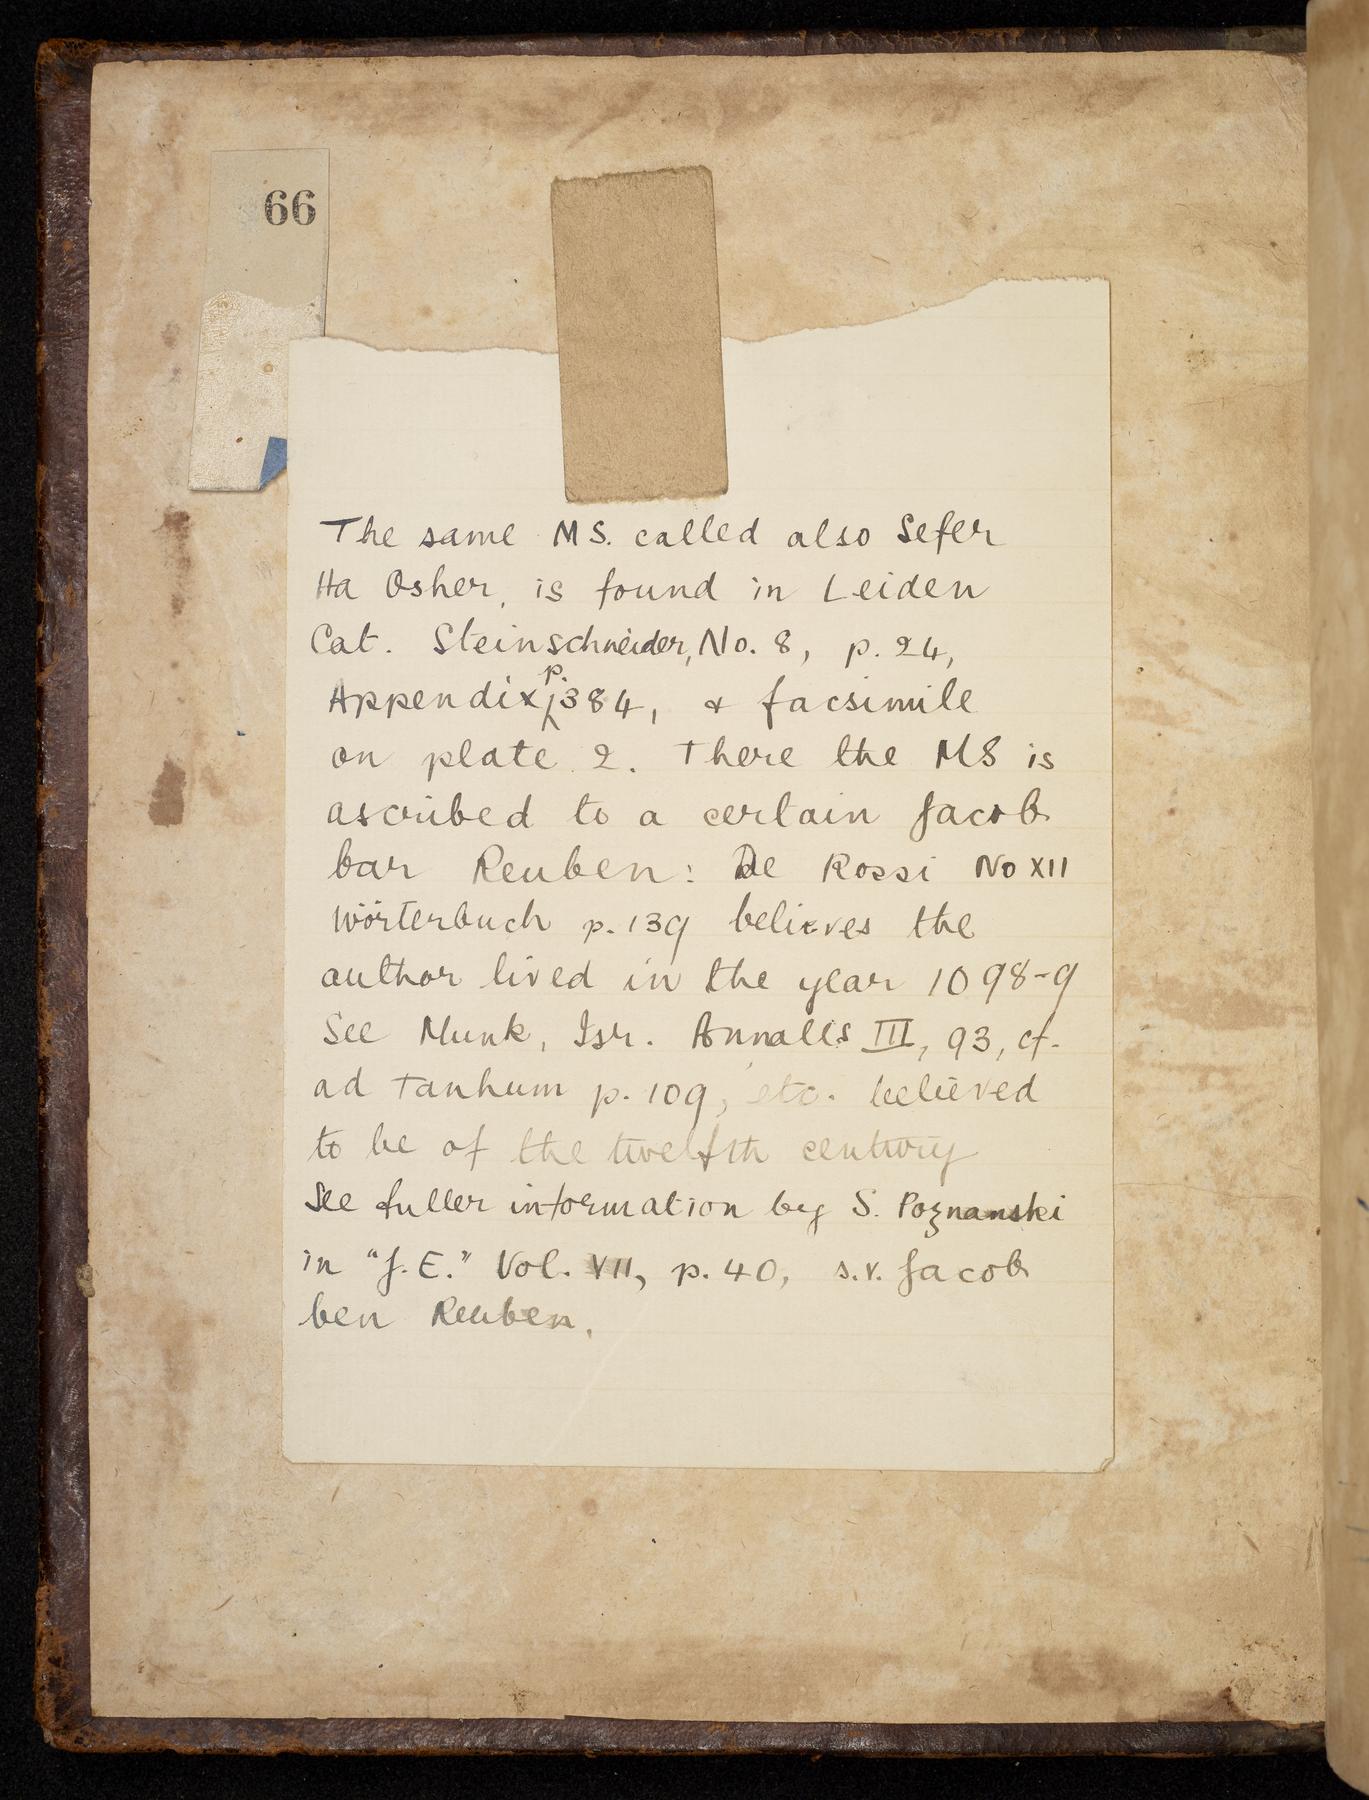 66
The same MS. called also Sefer
Ha Osher, is found in Leiden
Cat. Steinschneider, No. 8, p. 24,
Appendix, p. 384, & facsimile
on plate 2. There the MS is
ascribed to a certain Jacob
bar Reuben: De Rossi No XII
Wörterbuch p. 139 believes the
author lived in the year 1098-9
See Munk, Isr. Annalls III, 93, cf.
ad Tanhum p. 109, etc. believed
to be of the twelfth century
See fuller information by S. Poznanski
in "J.E." Vol. VII, p. 40, s.v. Jacob
ben Reuben.